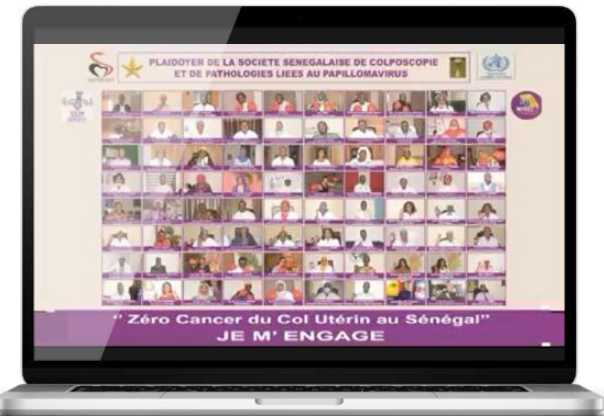 PLAIDOYER DE LA SOCIETE SENEGALAISE DE COLPOSCOPIE
ET DE PATHOLOGIES LIEES AU PAPILLOMAVIRUS
" Zéro Cancer du Col Utérin au Sénégal"
JE M' ENGAGE